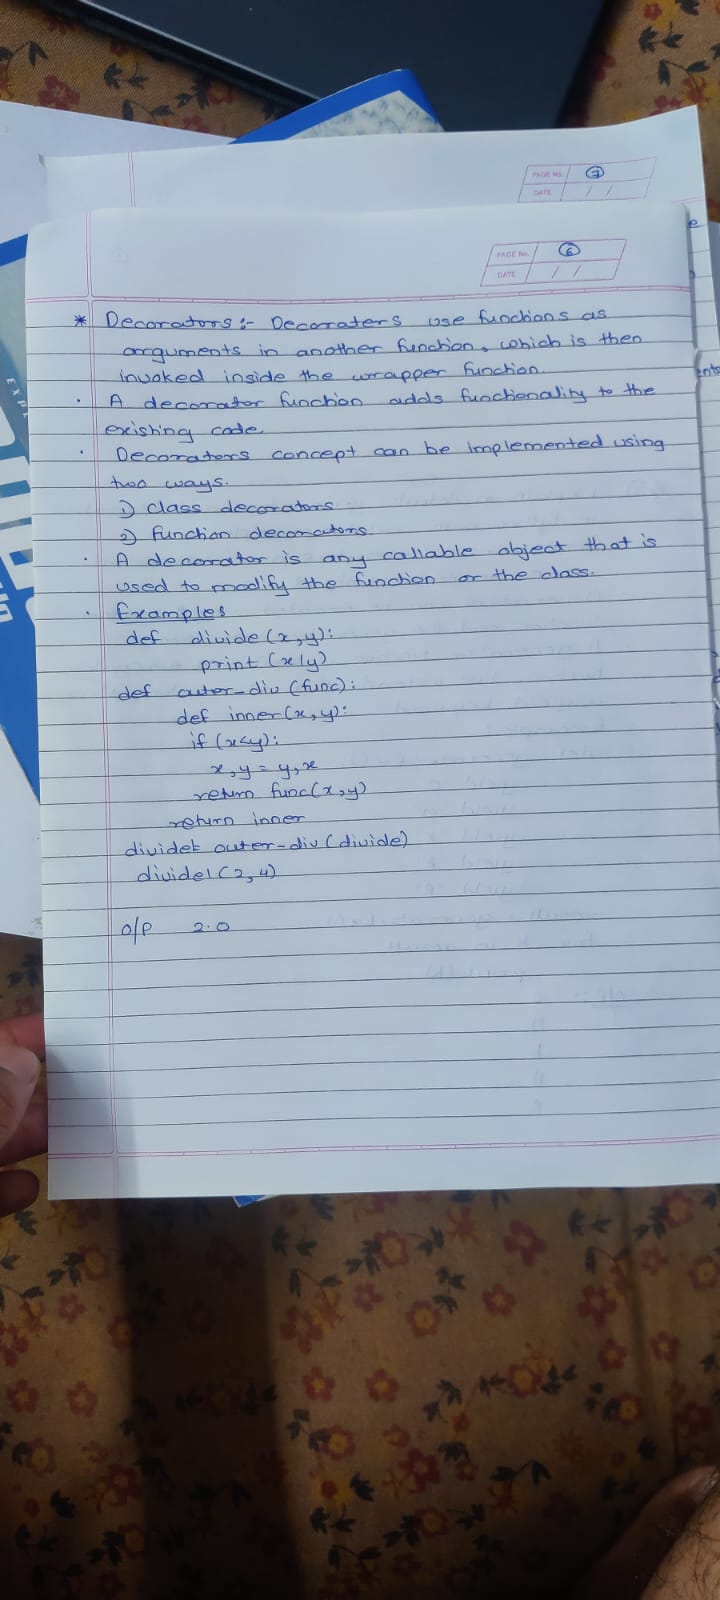 PAGE No. 7
DATE / /
PAGE No. 6
DATE / /
* Decorators :- Decoraters use functions as
arguments in another function, which is then
invoked inside the wrapper function.
. A decorator function adds functionality to the
existing code.
. Decorators concept can be implemented using
two ways.
1) class decorators
2) function decorators.
. A decorator is any callable object that is
used to modify the function or the class.
. Examples
def divide (x,y):
print (x/y)
def outer-div (func):
def inner(x,y):
if (x<y):
x,y = y,x
return func(x,y)
return inner
outer-div (divide)
divide1 (2,4)
O/P 2.0